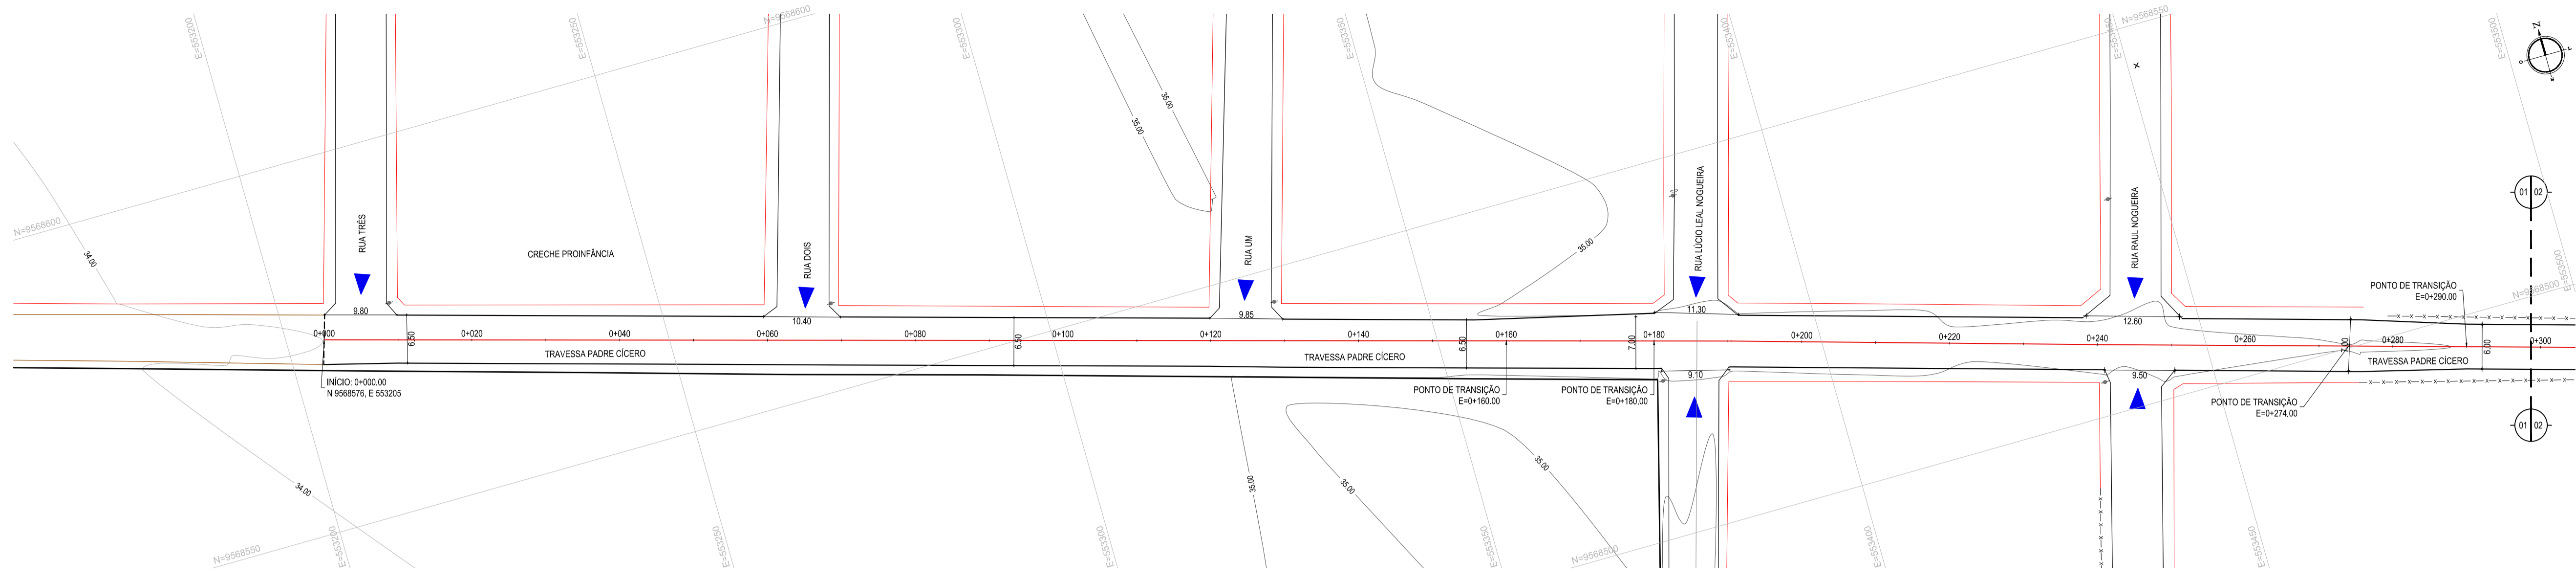 E=553200
E=553250
N=9568600
E=553300
E=553350
E=553400
E=553450
N=9568550
E=553500
N
35.00
35.00
N=9568600
34.00
RUA TRÊS
CRECHE PROINFÂNCIA
RUA DOIS
RUA UM
35.00
RUA LÚCIO LEAL NOGUEIRA
RUA RAUL NOGUEIRA
01 02
E=553500
N=9568500
PONTO DE TRANSIÇÃO
E=0+290.00
9.80
10.40
9.85
11.30
12.60
0+000
0+020
0+040
0+060
0+080
0+100
0+120
0+140
0+160
0+180
0+200
0+220
0+240
0+260
0+280
0+300
6.50
6.50
6.50
7.00
7.00
6.00
TRAVESSA PADRE CÍCERO
TRAVESSA PADRE CÍCERO
TRAVESSA PADRE CÍCERO
9.10
9.50
INÍCIO: 0+000.00
N 9568576, E 553205
PONTO DE TRANSIÇÃO
E=0+160.00
PONTO DE TRANSIÇÃO
E=0+180,00
PONTO DE TRANSIÇÃO
E=0+274,00
01 02
34.00
35.00
35.00
35.00
N=9568550
E=553200
E=553250
E=553300
E=553350
N=9568500
E=553400
E=553450